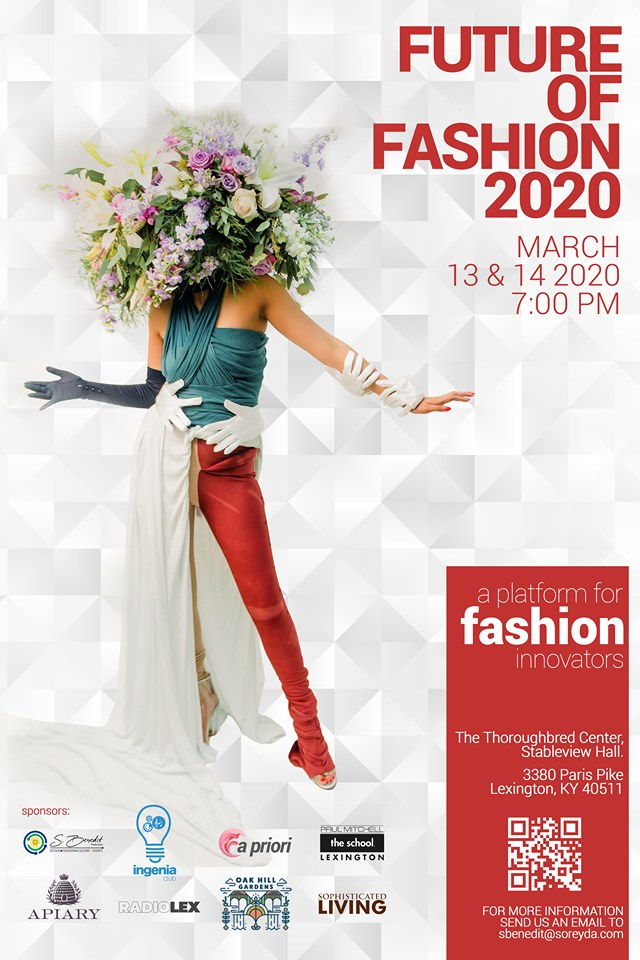 FUTURE
OF
FASHION
2020
MARCH
13 & 14 2020
7:00 PM
a platform for
fashion
innovators
The Thoroughbred Center,
Stableview Hall.
3380 Paris Pike
Lexington, KY 40511
FOR MORE INFORMATION
SEND US AN EMAIL TO
sbenedit@soreyda.com
sponsors:
S. Benedit
ingenia
club
a priori
PAUL MITCHELL
the school
LEXINGTON
APIARY
RADIOLEX
OAK HILL
GARDENS
SOPHISTICATED
LIVING